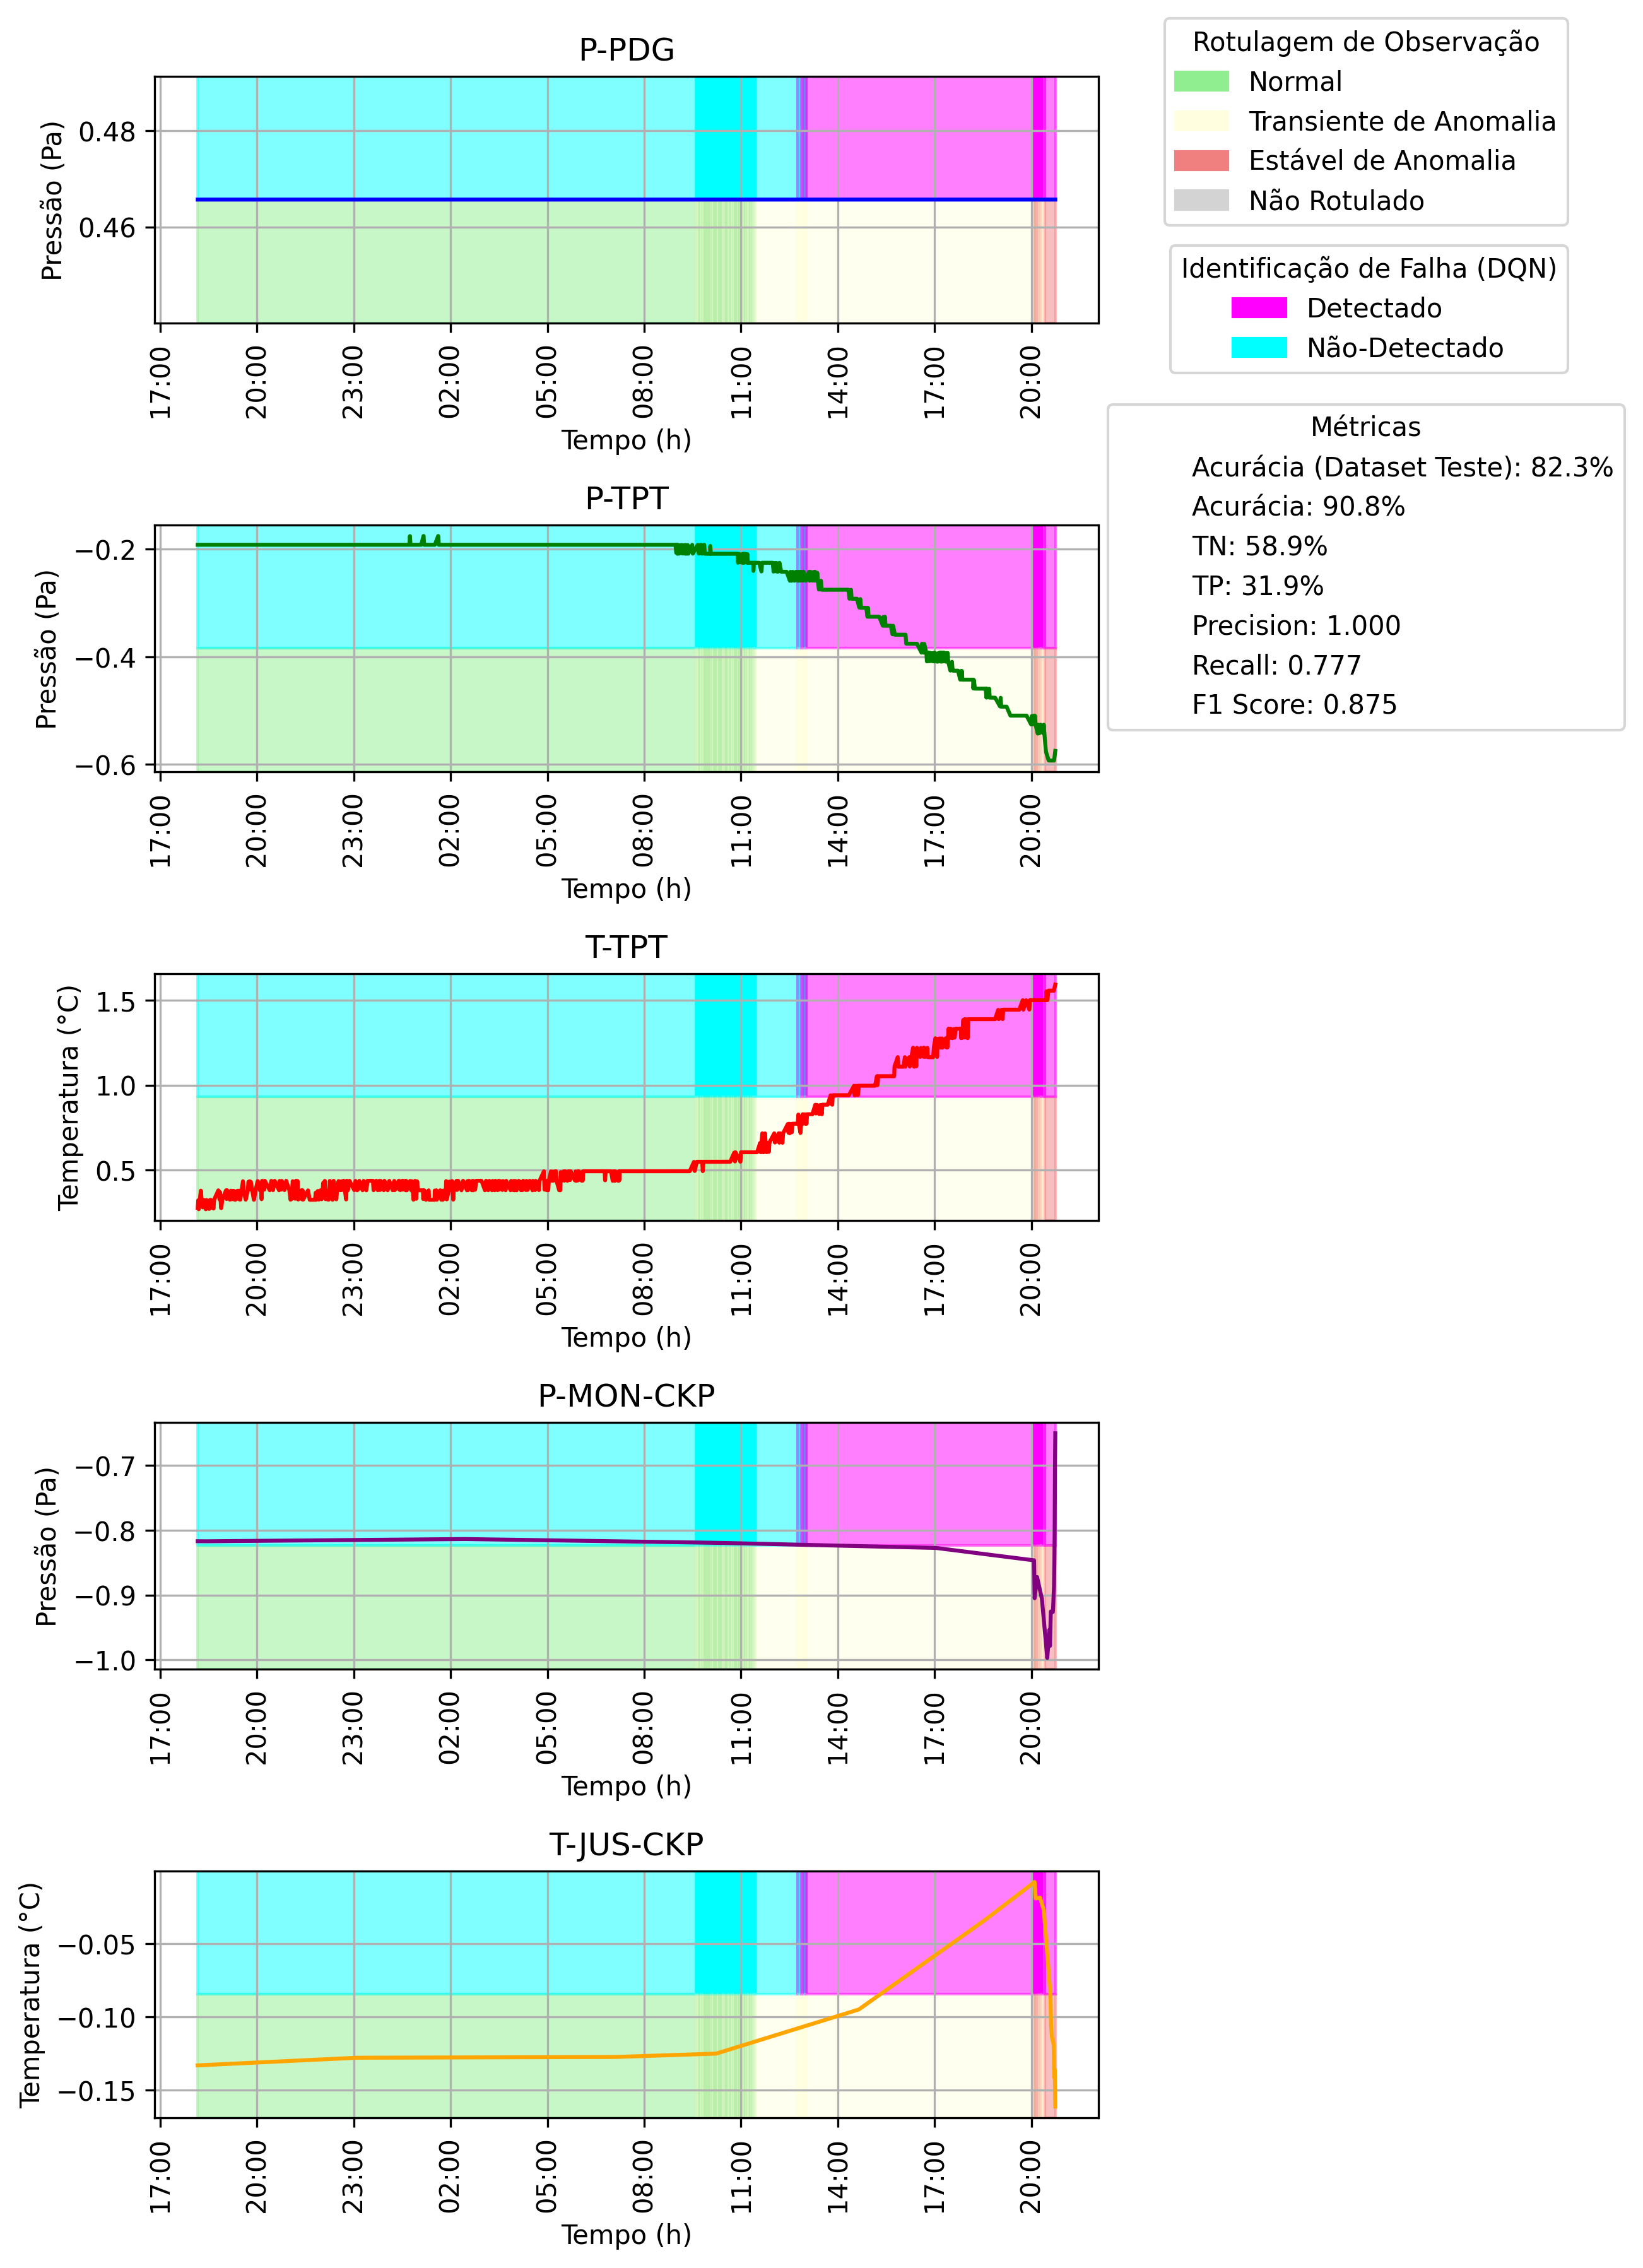 P-PDG
Pressão (Pa)
0.48
0.46
17:00 20:00 23:00 02:00 05:00 08:00 11:00 14:00 17:00 20:00
Tempo (h)
Rotulagem de Observação
Normal
Transiente de Anomalia
Estável de Anomalia
Não Rotulado
Identificação de Falha (DQN)
Detectado
Não-Detectado
Métricas
Acurácia (Dataset Teste): 82.3%
Acurácia: 90.8%
TN: 58.9%
TP: 31.9%
Precision: 1.000
Recall: 0.777
F1 Score: 0.875
P-TPT
Pressão (Pa)
−0.2
−0.4
−0.6
17:00 20:00 23:00 02:00 05:00 08:00 11:00 14:00 17:00 20:00
Tempo (h)
T-TPT
Temperatura (°C)
1.5
1.0
0.5
17:00 20:00 23:00 02:00 05:00 08:00 11:00 14:00 17:00 20:00
Tempo (h)
P-MON-CKP
Pressão (Pa)
−0.7
−0.8
−0.9
−1.0
17:00 20:00 23:00 02:00 05:00 08:00 11:00 14:00 17:00 20:00
Tempo (h)
T-JUS-CKP
Temperatura (°C)
−0.05
−0.10
−0.15
17:00 20:00 23:00 02:00 05:00 08:00 11:00 14:00 17:00 20:00
Tempo (h)